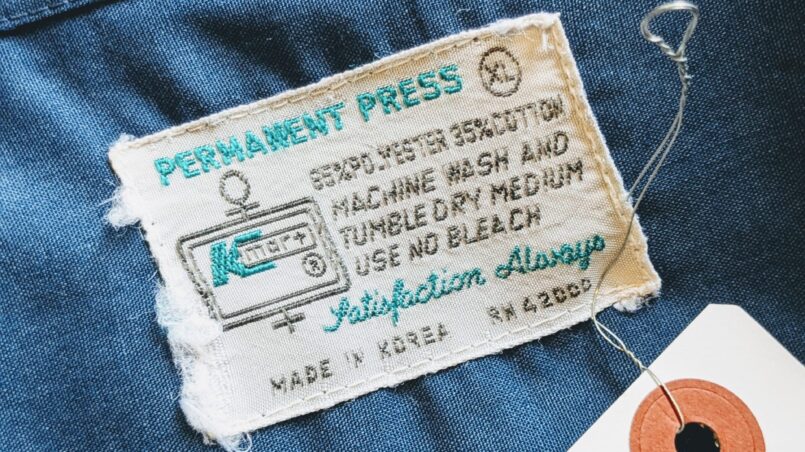 PERMANENT PRESS XL
65% POLYESTER 35% COTTON
MACHINE WASH AND
TUMBLE DRY MEDIUM
USE NO BLEACH
Kmart ®
Satisfaction Always
MADE IN KOREA RN 42000